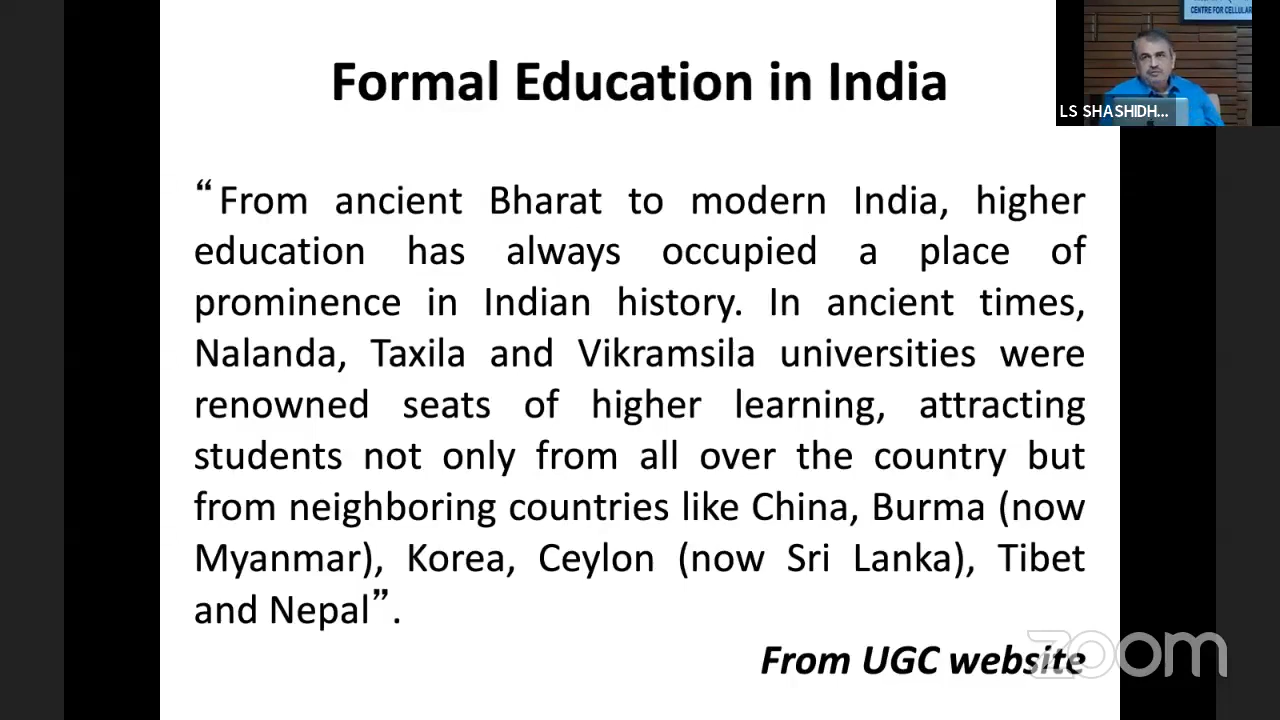 Formal Education in India
CENTRE FOR CELLULAR
LS SHASHIDH...
“From ancient Bharat to modern India, higher
education has always occupied a place of
prominence in Indian history. In ancient times,
Nalanda, Taxila and Vikramsila universities were
renowned seats of higher learning, attracting
students not only from all over the country but
from neighboring countries like China, Burma (now
Myanmar), Korea, Ceylon (now Sri Lanka), Tibet
and Nepal”.
From UGC website
zoom